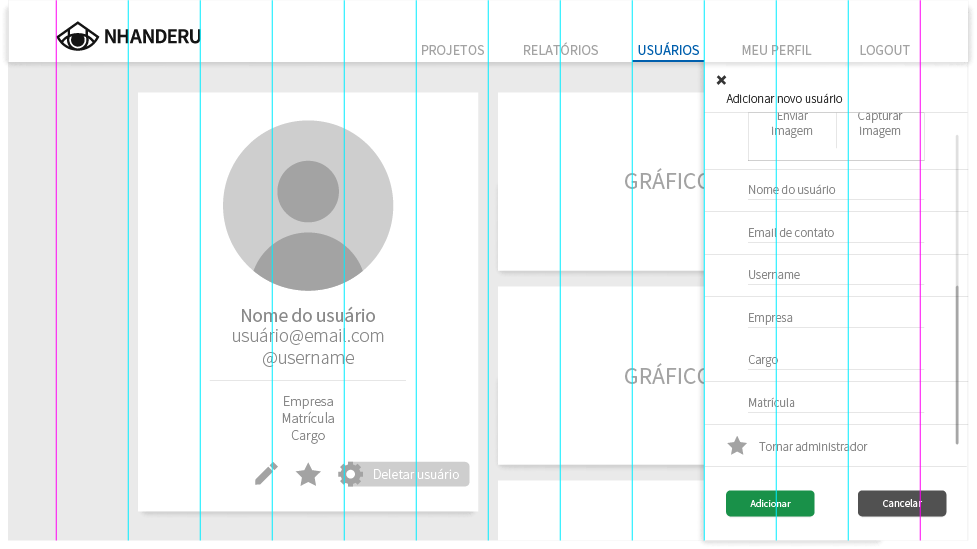 NHANDERU
PROJETOS RELATÓRIOS USUÁRIOS MEU PERFIL LOGOUT
Nome do usuário
usuário@email.com
@username
Empresa
Matrícula
Cargo
Deletar usuário
GRÁFICO
GRÁFICO
Adicionar novo usuário
Enviar
Imagem
Capturar
Imagem
Nome do usuário
Email de contato
Username
Empresa
Cargo
Matrícula
Tornar administrador
Adicionar Cancelar